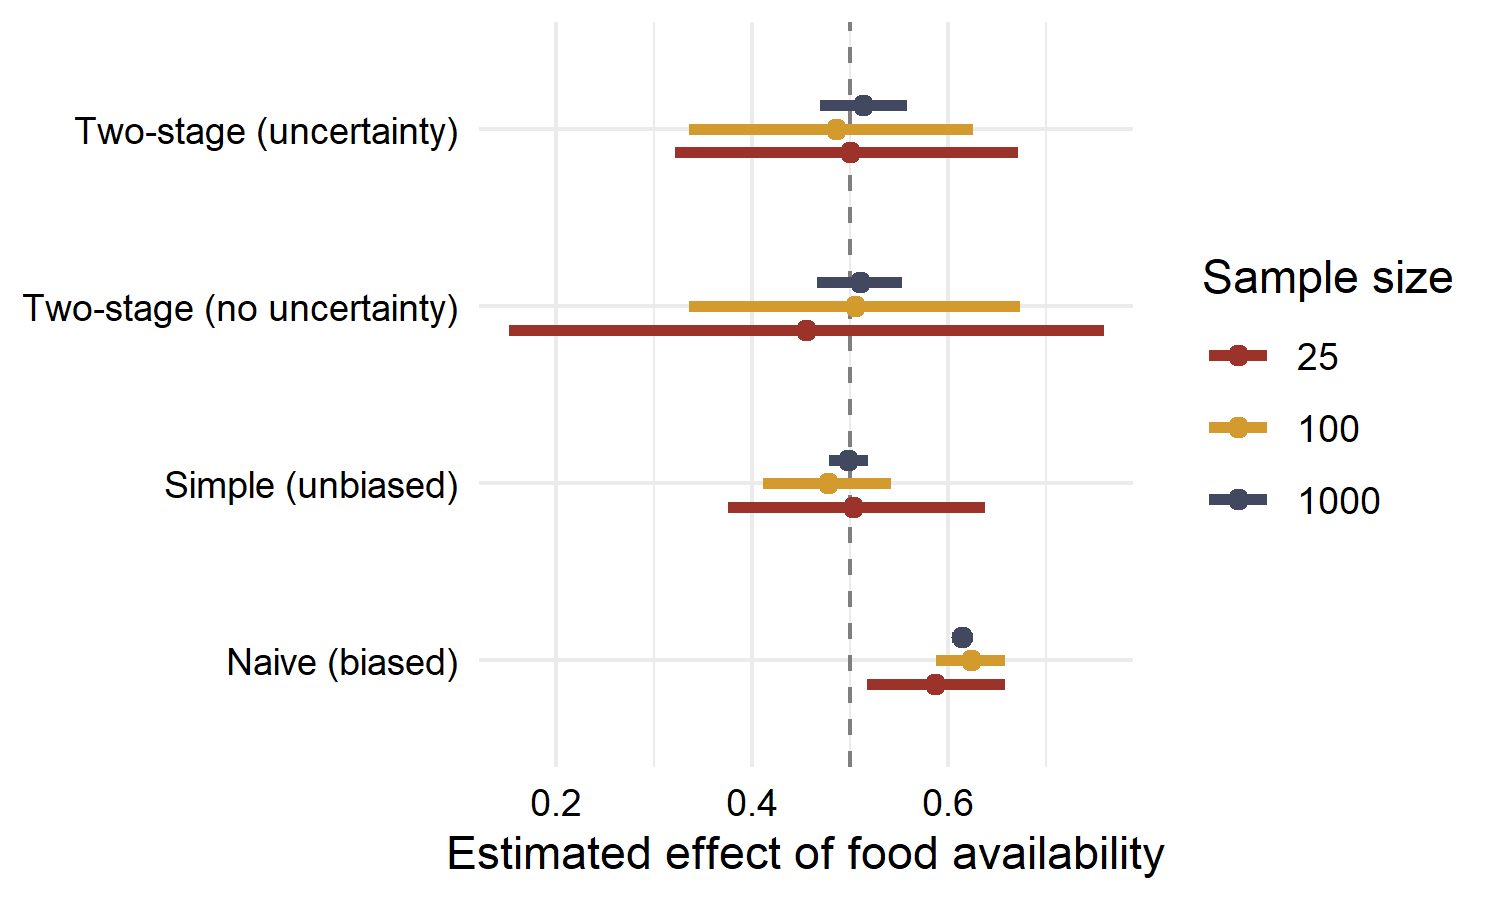 Two-stage (uncertainty)
Two-stage (no uncertainty)
Simple (unbiased)
Naive (biased)
0.2 0.4 0.6
Estimated effect of food availability
Sample size
25
100
1000